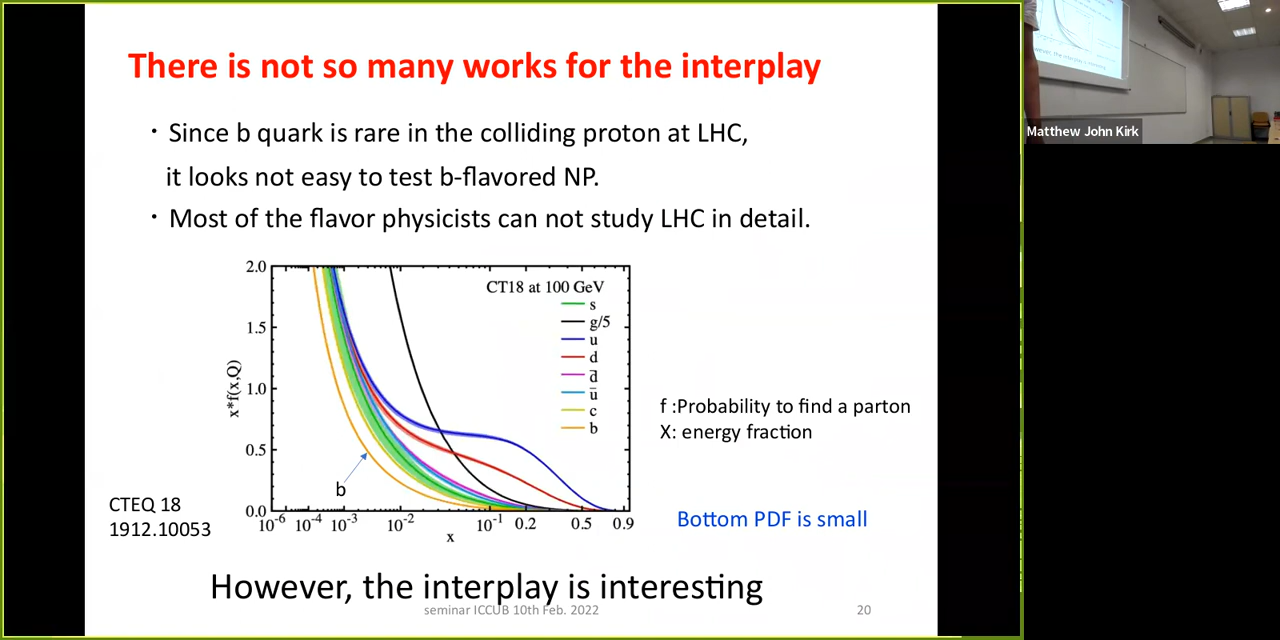 There is not so many works for the interplay
・Since b quark is rare in the colliding proton at LHC,
it looks not easy to test b-flavored NP.
・Most of the flavor physicists can not study LHC in detail.
2.0
1.5
1.0
0.5
0.0
x*f(x,Q)
CT18 at 100 GeV
s
g/5
u
d
d̅
u̅
c
b
b
10⁻⁶ 10⁻⁴ 10⁻³ 10⁻² 10⁻¹ 0.2 0.5 0.9
x
f :Probability to find a parton
X: energy fraction
CTEQ 18
1912.10053
Bottom PDF is small
However, the interplay is interesting
seminar ICCUB 10th Feb. 2022
20
Matthew John Kirk